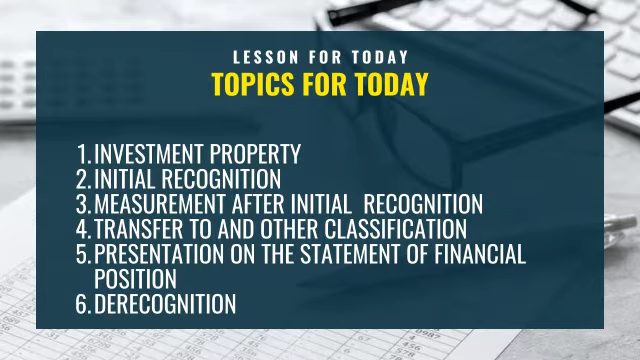 LESSON FOR TODAY
TOPICS FOR TODAY
1. INVESTMENT PROPERTY
2. INITIAL RECOGNITION
3. MEASUREMENT AFTER INITIAL RECOGNITION
4. TRANSFER TO AND OTHER CLASSIFICATION
5. PRESENTATION ON THE STATEMENT OF FINANCIAL
POSITION
6. DERECOGNITION